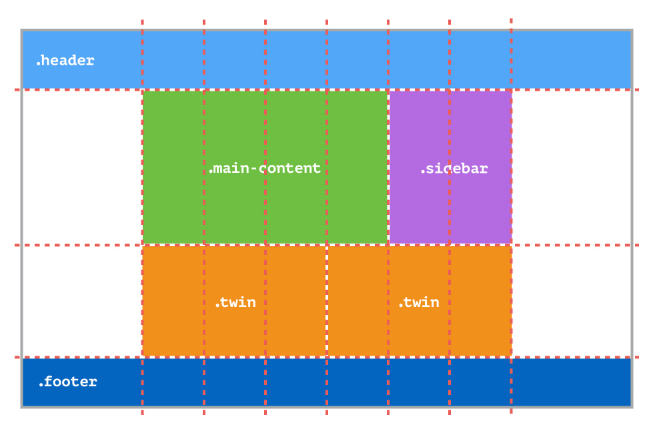 .header
.main-content
.sidebar
.twin
.twin
.footer